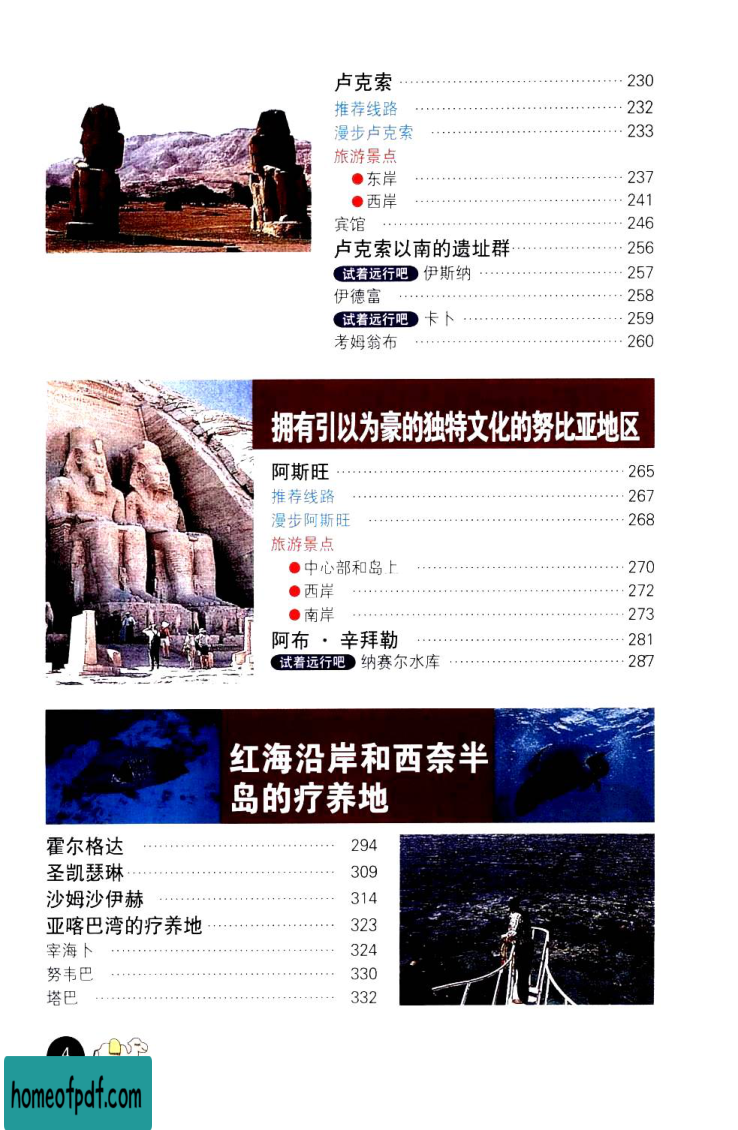 卢克索 230
推荐线路 232
漫步卢克索 233
旅游景点
●东岸 237
●西岸 241
宾馆 246
卢克索以南的遗址群 256
试着远行吧 伊斯纳 257
伊德富 258
试着远行吧 卡卜 259
考姆翁布 260
拥有引以为豪的独特文化的努比亚地区
阿斯旺 265
推荐线路 267
漫步阿斯旺 268
旅游景点
●中心部和岛上 270
●西岸 272
●南岸 273
阿布·辛拜勒 281
试着远行吧 纳赛尔水库 287
红海沿岸和西奈半
岛的疗养地
霍尔格达 294
圣凯瑟琳 309
沙姆沙伊赫 314
亚喀巴湾的疗养地 323
宰海卜 324
努韦巴 330
塔巴 332
4
homeofpdf.com